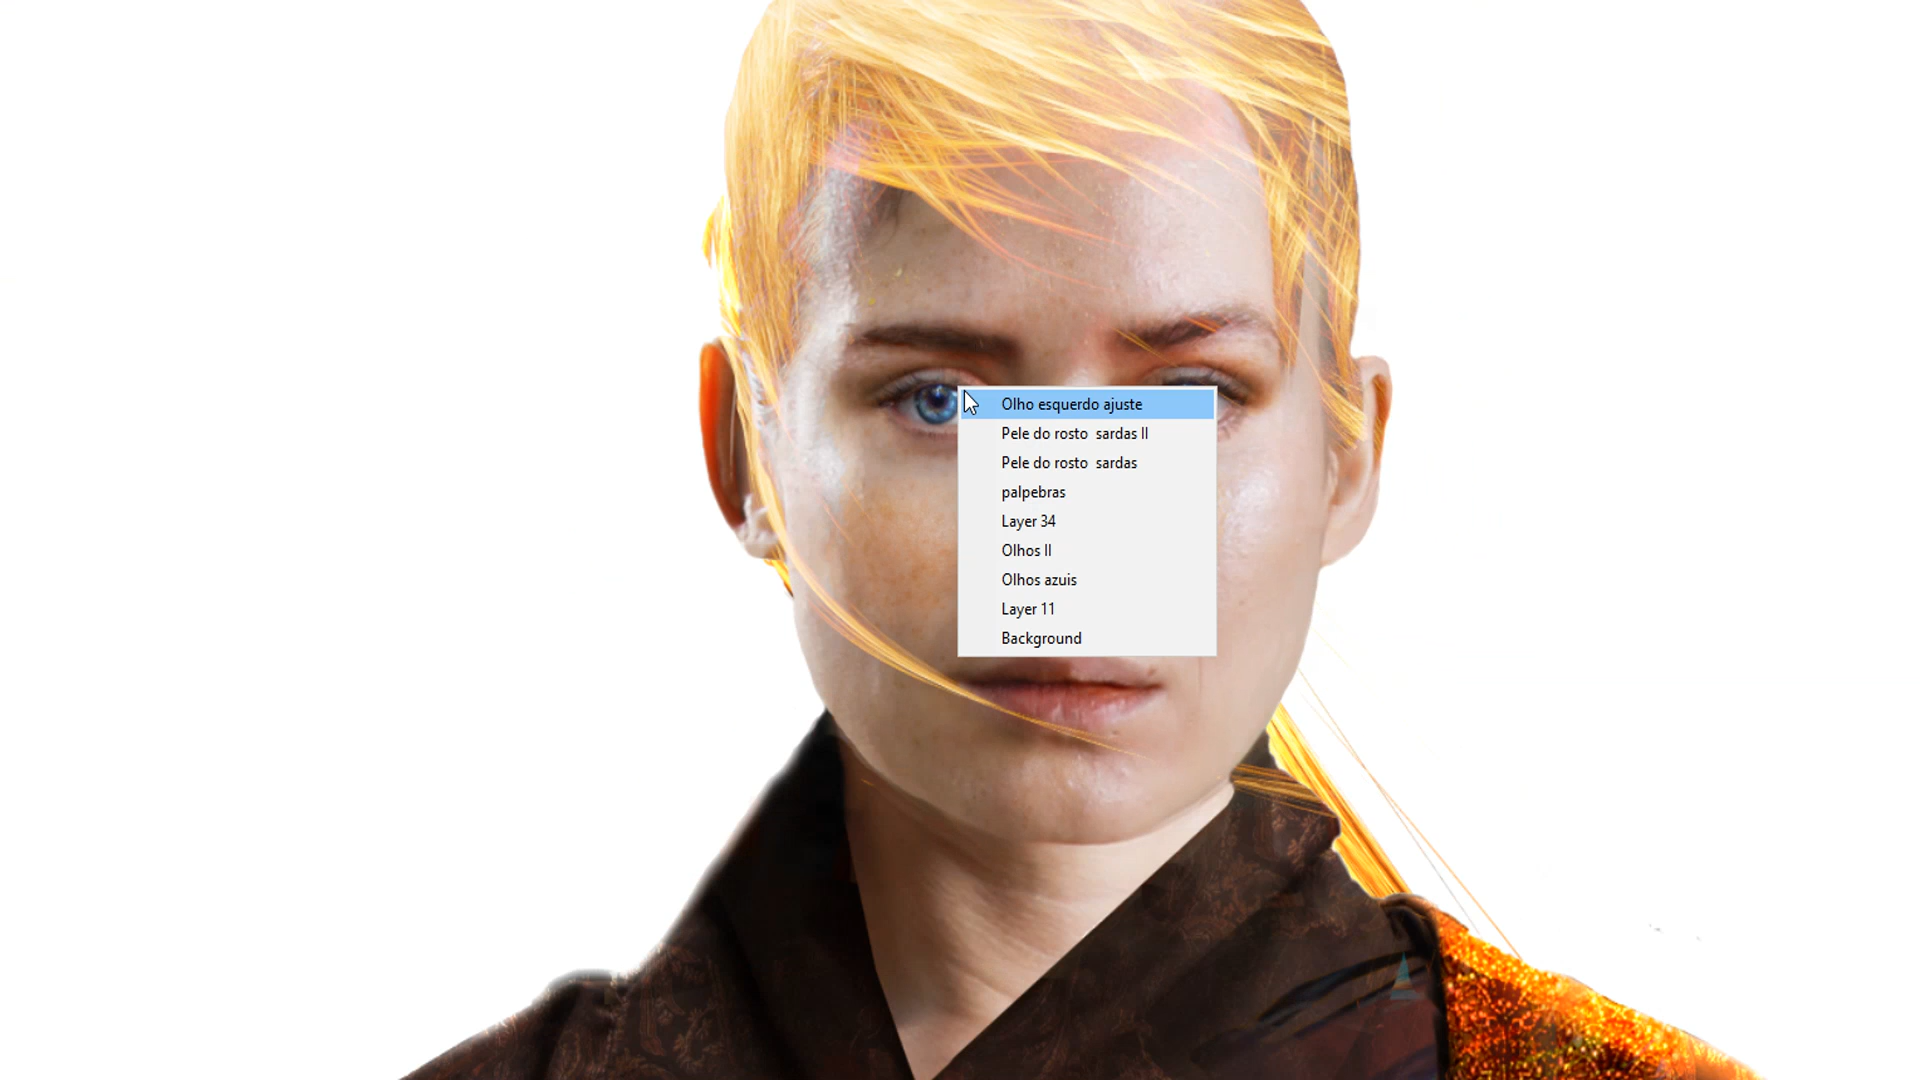 Olho esquerdo ajuste
Pele do rosto  sardas II
Pele do rosto  sardas
palpebras
Layer 34
Olhos II
Olhos azuis
Layer 11
Background